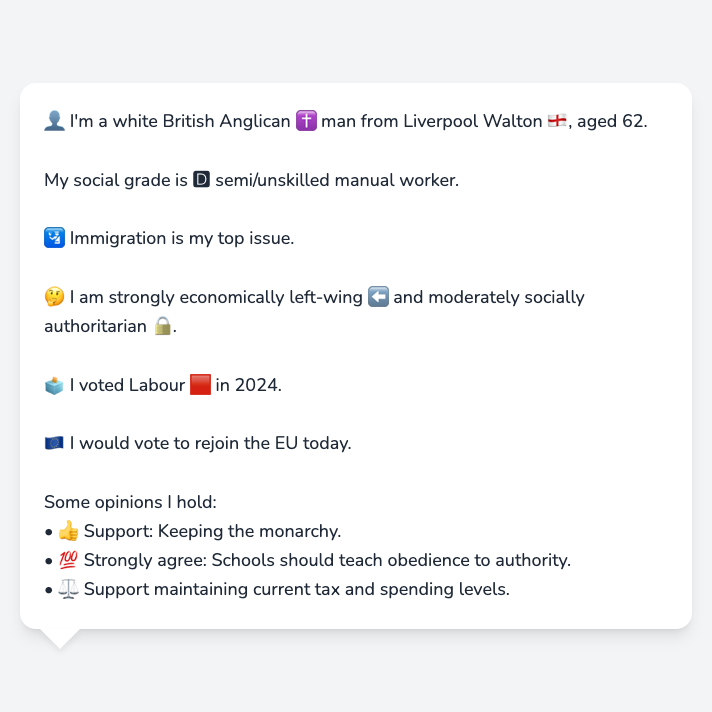 👤 I'm a white British Anglican ✝️ man from Liverpool Walton 🏴󠁧󠁢󠁥󠁮󠁧󠁿, aged 62.
My social grade is 🅳 semi/unskilled manual worker.
🛂 Immigration is my top issue.
🤔 I am strongly economically left-wing ⬅️ and moderately socially
authoritarian 🔒.
🗳️ I voted Labour 🟥 in 2024.
🇪🇺 I would vote to rejoin the EU today.
Some opinions I hold:
• 👍 Support: Keeping the monarchy.
• 💯 Strongly agree: Schools should teach obedience to authority.
• ⚖️ Support maintaining current tax and spending levels.